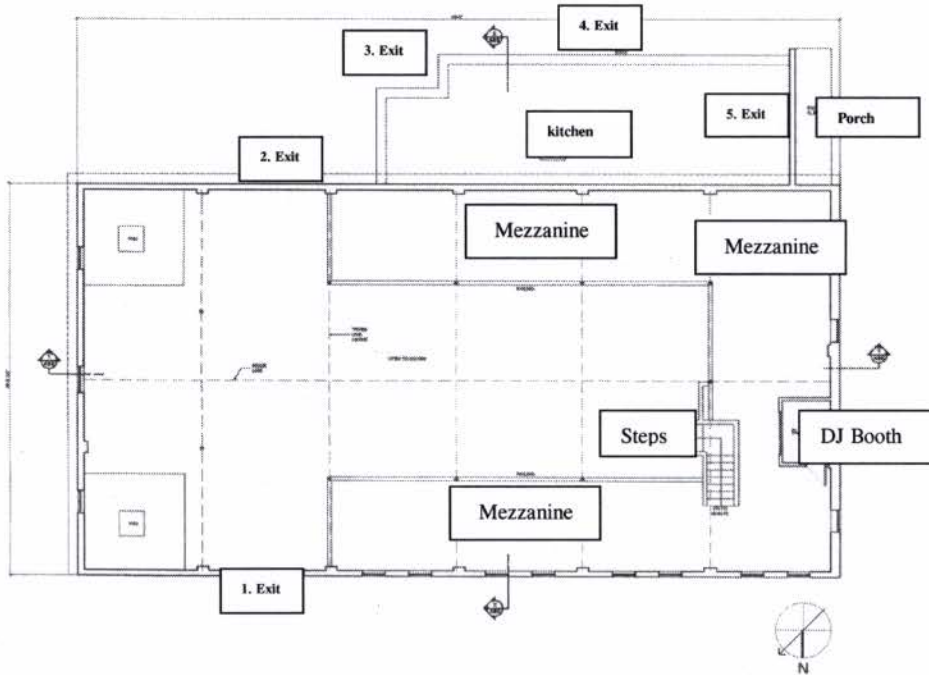 4. Exit
3. Exit
5. Exit
Porch
kitchen
2. Exit
Mezzanine
Mezzanine
Steps
DJ Booth
Mezzanine
1. Exit
N